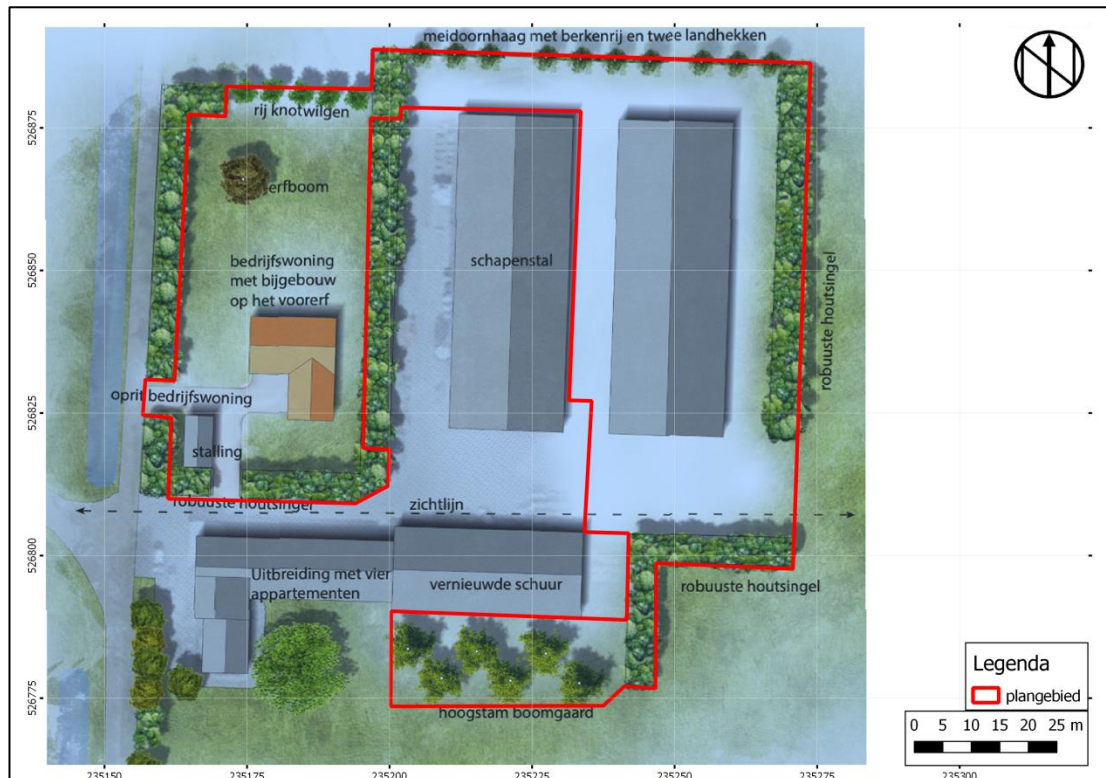 meidoornhaag met berkenrij en twee landhekken
rij knotwilgen
erfboom
bedrijfswoning
met bijgebouw
op het voorerf
schapenstal
robuuste houtsingel
oprit bedrijfswoning
stalling
robuuste houtsingel
zichtlijn
Uitbreiding met vier
appartementen
vernieuwde schuur
robuuste houtsingel
hoogstam boomgaard
Legenda
plangebied
0 5 10 15 20 25 m
526875
526850
526825
526800
526775
235150 235175 235200 235225 235250 235275 235300